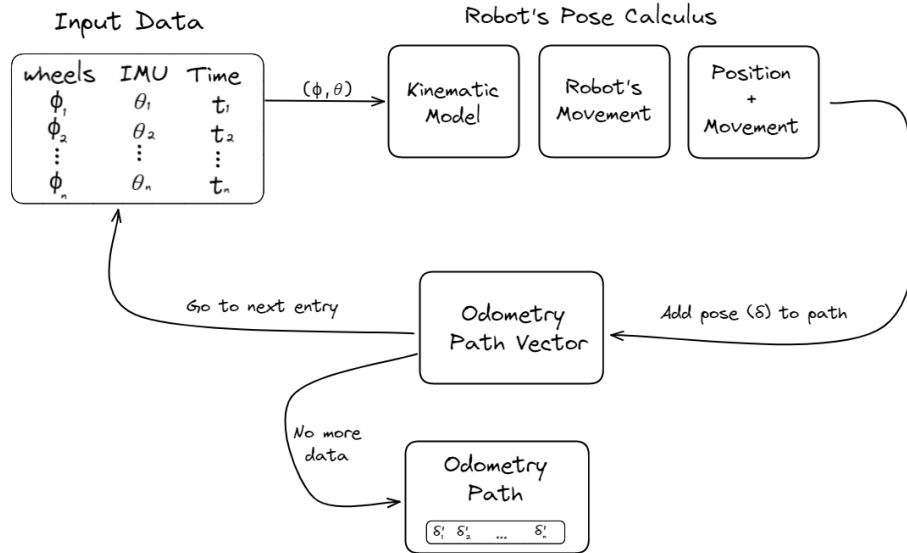 Input Data
Robot's Pose Calculus
wheels IMU Time
ϕ₁ θ₁ t₁
ϕ₂ θ₂ t₂
⋮ ⋮ ⋮
ϕₙ θₙ tₙ
(ϕ,θ)
Kinematic
Model
Robot's
Movement
Position
+
Movement
Go to next entry
Odometry
Path Vector
Add pose (δ) to path
No more
data
Odometry
Path
δ'₁ δ'₂ ... δ'ₙ